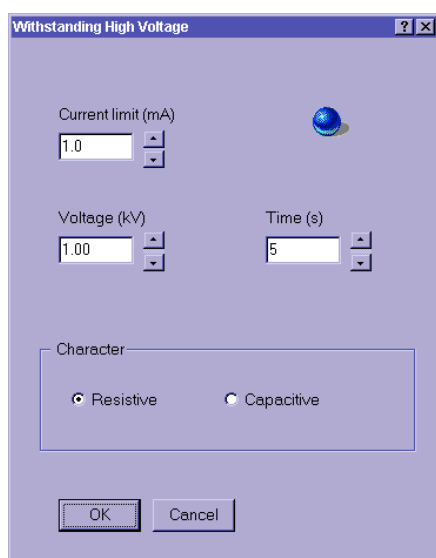 Withstanding High Voltage
Current limit (mA)
1.0
Voltage (kV) Time (s)
1.00 5
Character
Resistive Capacitive
OK Cancel